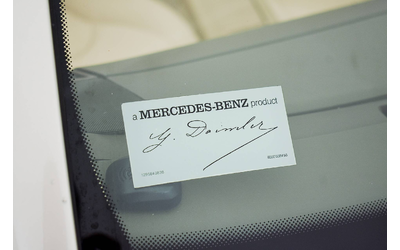 a MERCEDES-BENZ product
G. Daimler